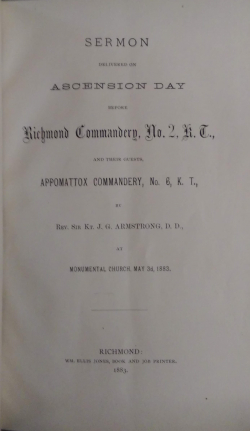 SERMON
DELIVERED ON
ASCENSION DAY
BEFORE
Richmond Commandery, No. 2, K. T.,
AND THEIR GUESTS,
APPOMATTOX COMMANDERY, No. 6, K. T.,
BY
REV. SIR KT. J. G. ARMSTRONG, D. D.,
AT
MONUMENTAL CHURCH, MAY 3d, 1883.
RICHMOND:
WM. ELLIS JONES, BOOK AND JOB PRINTER.
1883.